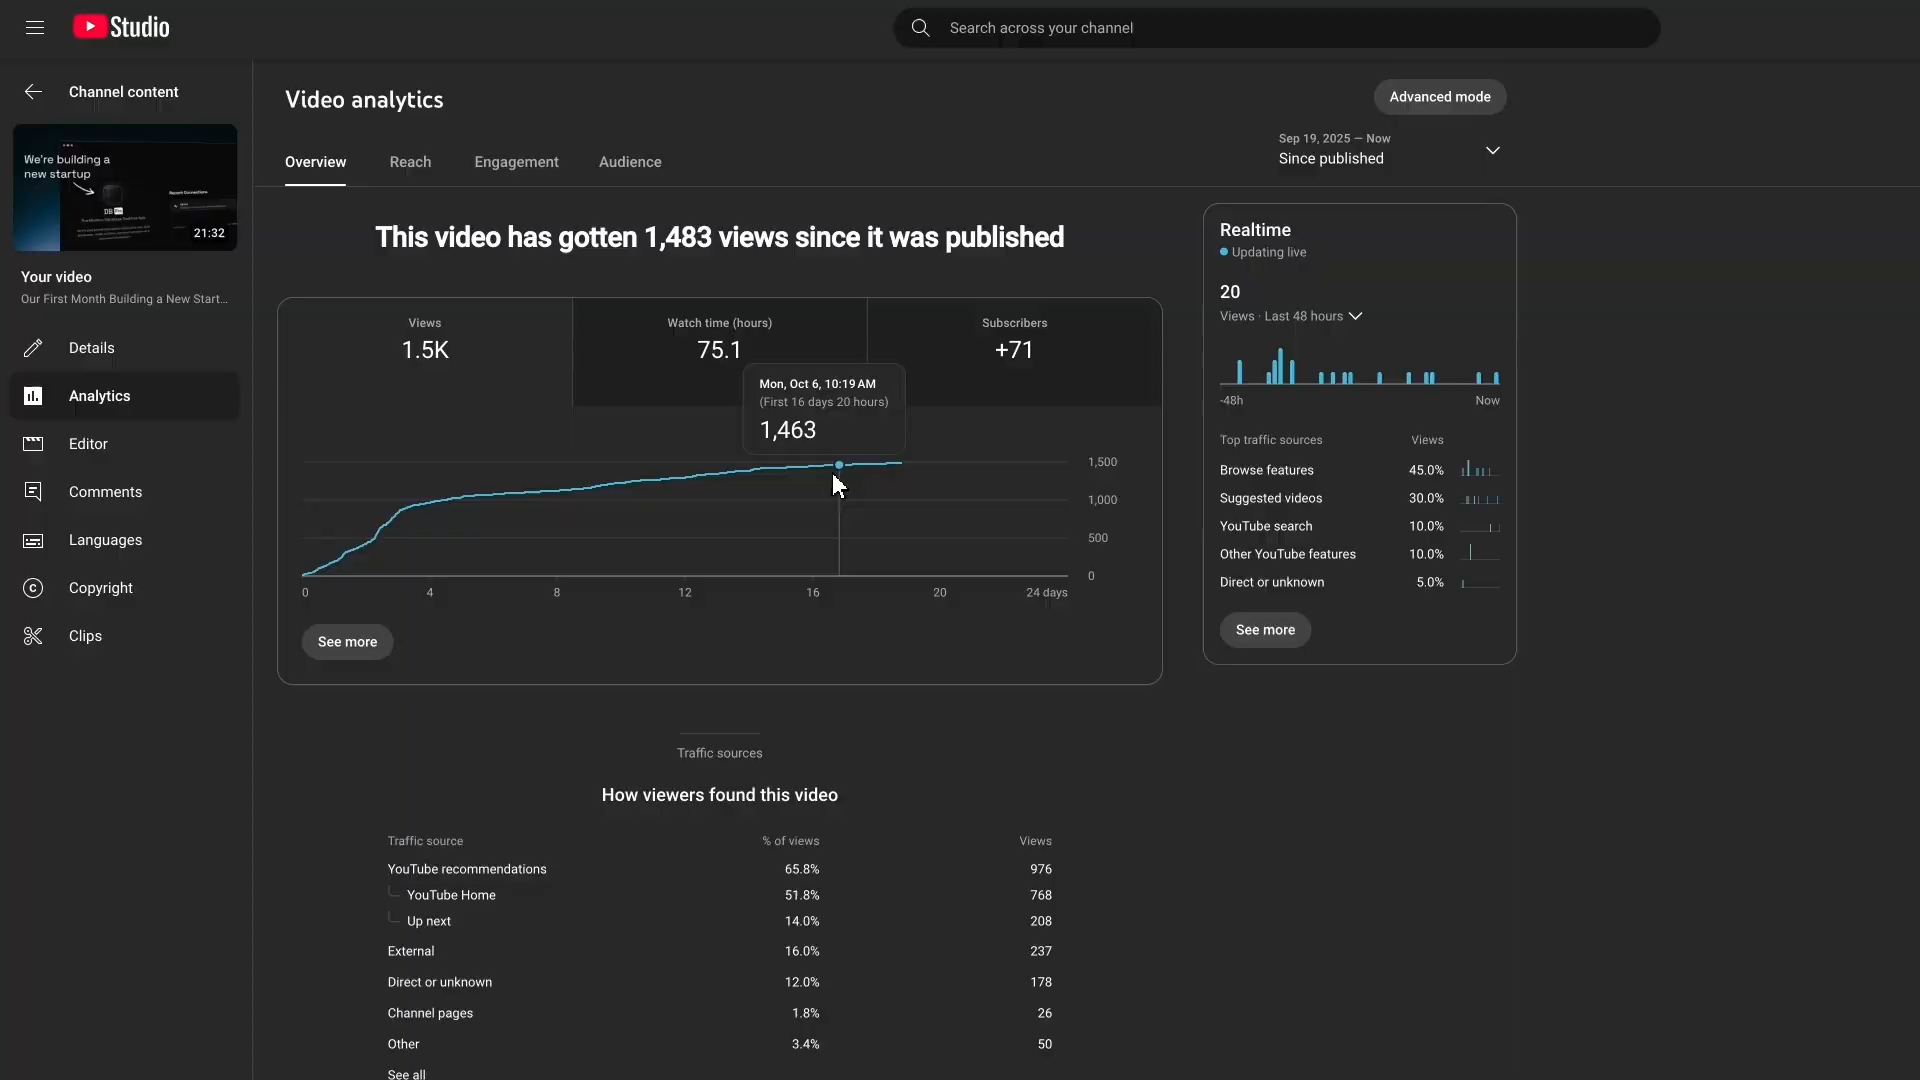 Studio
Search across your channel
Channel content
We're building a
new startup
21:32
Your video
Our First Month Building a New Start...
Details
Analytics
Editor
Comments
Languages
Copyright
Clips
Video analytics
Advanced mode
Overview
Reach
Engagement
Audience
Sep 19, 2025 – Now
Since published
This video has gotten 1,483 views since it was published
Views
1.5K
Watch time (hours)
75.1
Subscribers
+71
Mon, Oct 6, 10:19 AM
(First 16 days 20 hours)
1,463
1,500
1,000
500
0
0 4 8 12 16 20 24 days
See more
Realtime
Updating live
20
Views · Last 48 hours
-48h Now
Top traffic sources Views
Browse features 45.0%
Suggested videos 30.0%
YouTube search 10.0%
Other YouTube features 10.0%
Direct or unknown 5.0%
See more
Traffic sources
How viewers found this video
Traffic source % of views Views
YouTube recommendations 65.8% 976
YouTube Home 51.8% 768
Up next 14.0% 208
External 16.0% 237
Direct or unknown 12.0% 178
Channel pages 1.8% 26
Other 3.4% 50
See all